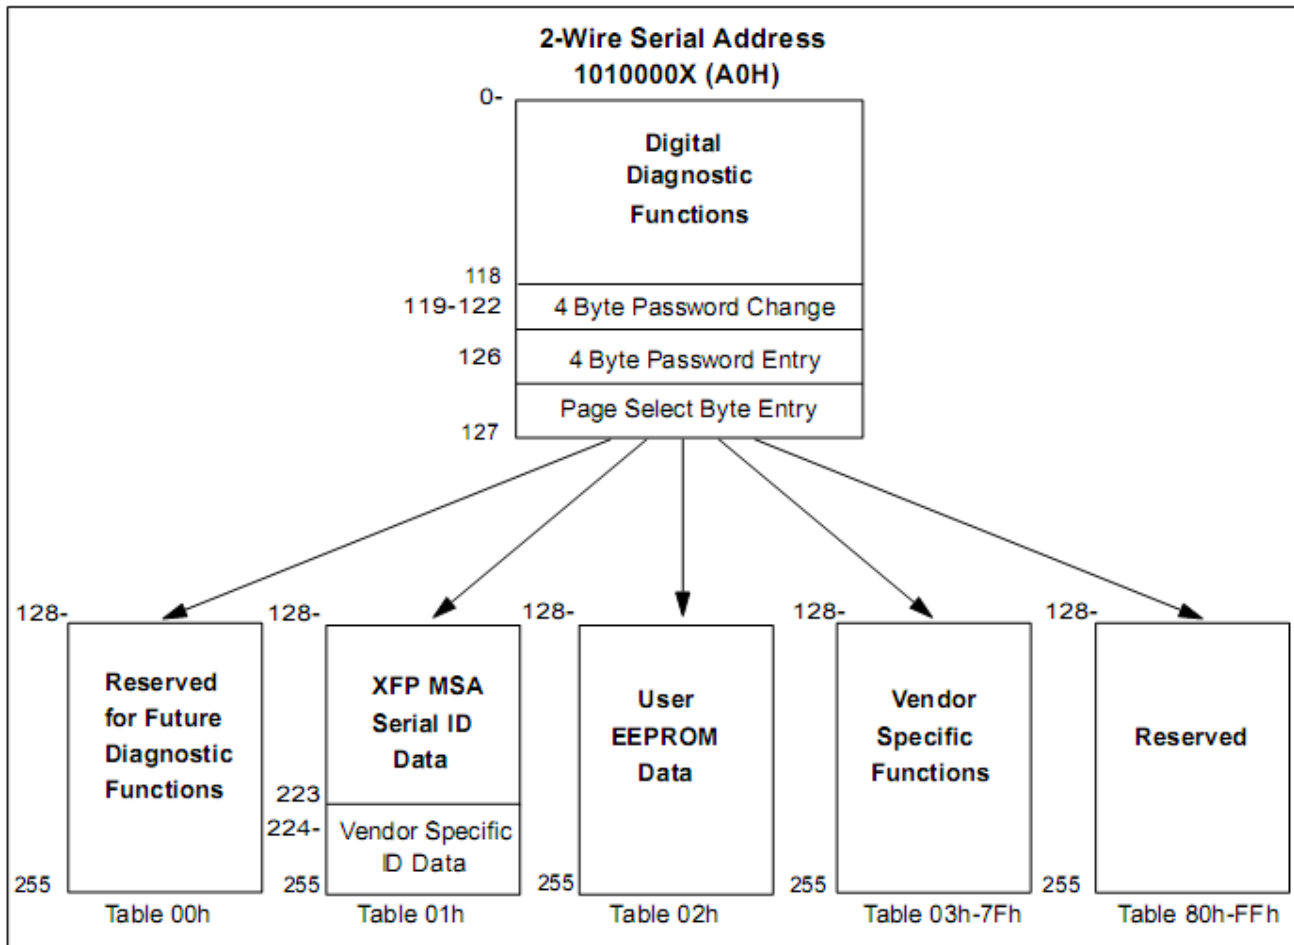 2-Wire Serial Address
1010000X (A0H)
0-
Digital
Diagnostic
Functions
118
119-122
4 Byte Password Change
126
4 Byte Password Entry
Page Select Byte Entry
127
128-
Reserved
for Future
Diagnostic
Functions
255
Table 00h
128-
XFP MSA
Serial ID
Data
223
224-
Vendor Specific
ID Data
255
Table 01h
128-
User
EEPROM
Data
255
Table 02h
128-
Vendor
Specific
Functions
255
Table 03h-7Fh
128-
Reserved
255
Table 80h-FFh